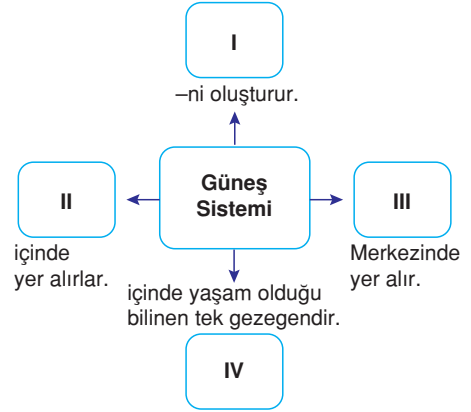 I
–ni oluşturur.
II
Güneş
Sistemi
III
içinde
yer alırlar.
Merkezinde
yer alır.
içinde yaşam olduğu
bilinen tek gezegendir.
IV